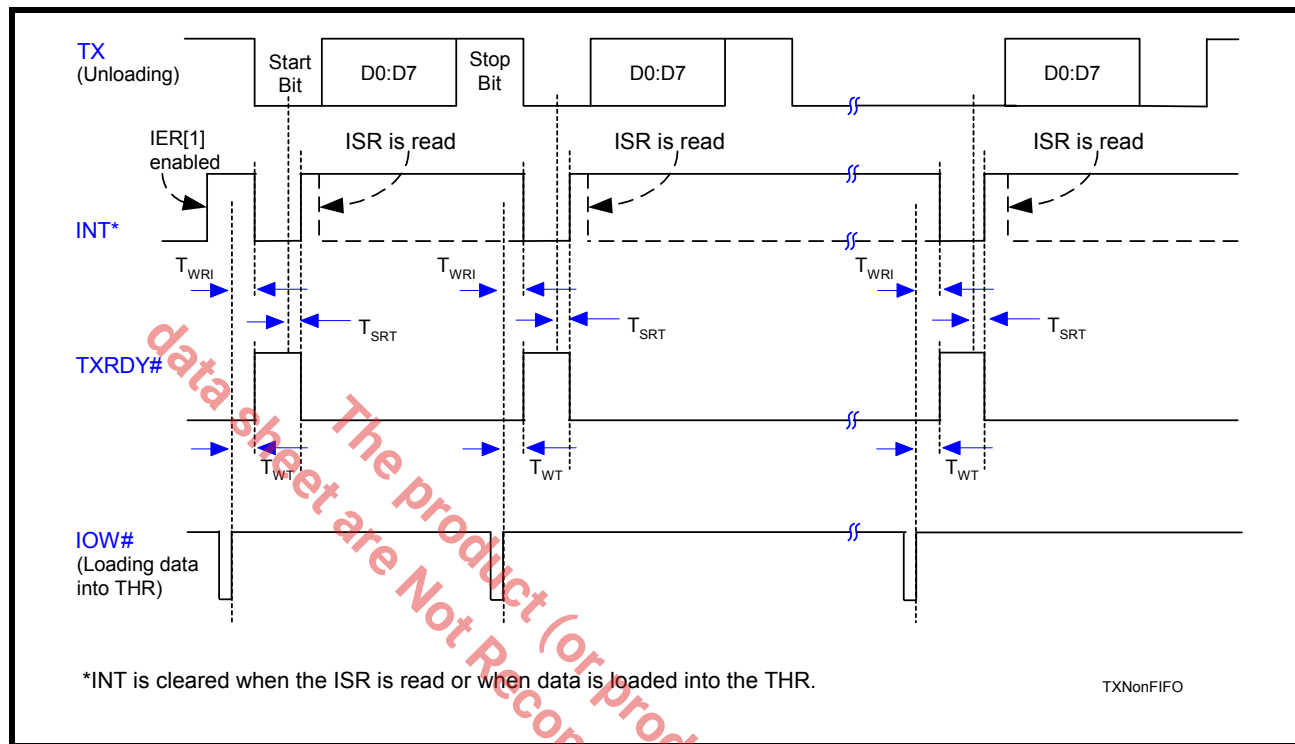 TX
(Unloading)
Start
Bit
D0:D7
Stop
Bit
D0:D7
D0:D7
IER[1]
enabled
ISR is read
ISR is read
ISR is read
INT*
TWRI
TWRI
TWRI
TSRT
TSRT
TSRT
TXRDY#
TWT
TWT
TWT
IOW#
(Loading data
into THR)
*INT is cleared when the ISR is read or when data is loaded into the THR.
TXNonFIFO
The product (or
data sheet are Not